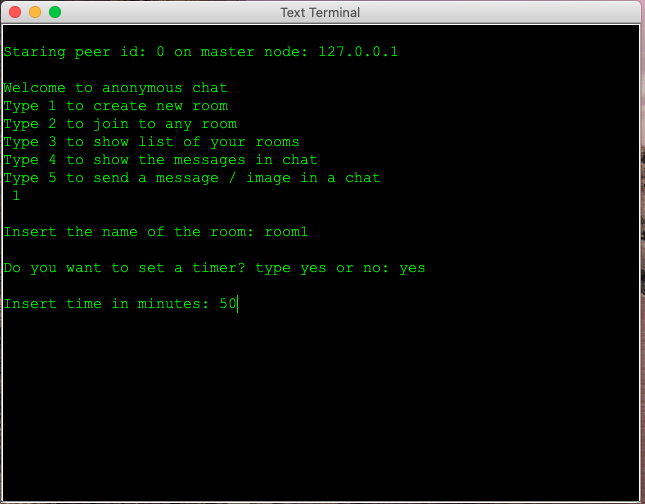 Text Terminal
Staring peer id: 0 on master node: 127.0.0.1
Welcome to anonymous chat
Type 1 to create new room
Type 2 to join to any room
Type 3 to show list of your rooms
Type 4 to show the messages in chat
Type 5 to send a message / image in a chat
1
Insert the name of the room: room1
Do you want to set a timer? type yes or no: yes
Insert time in minutes: 50